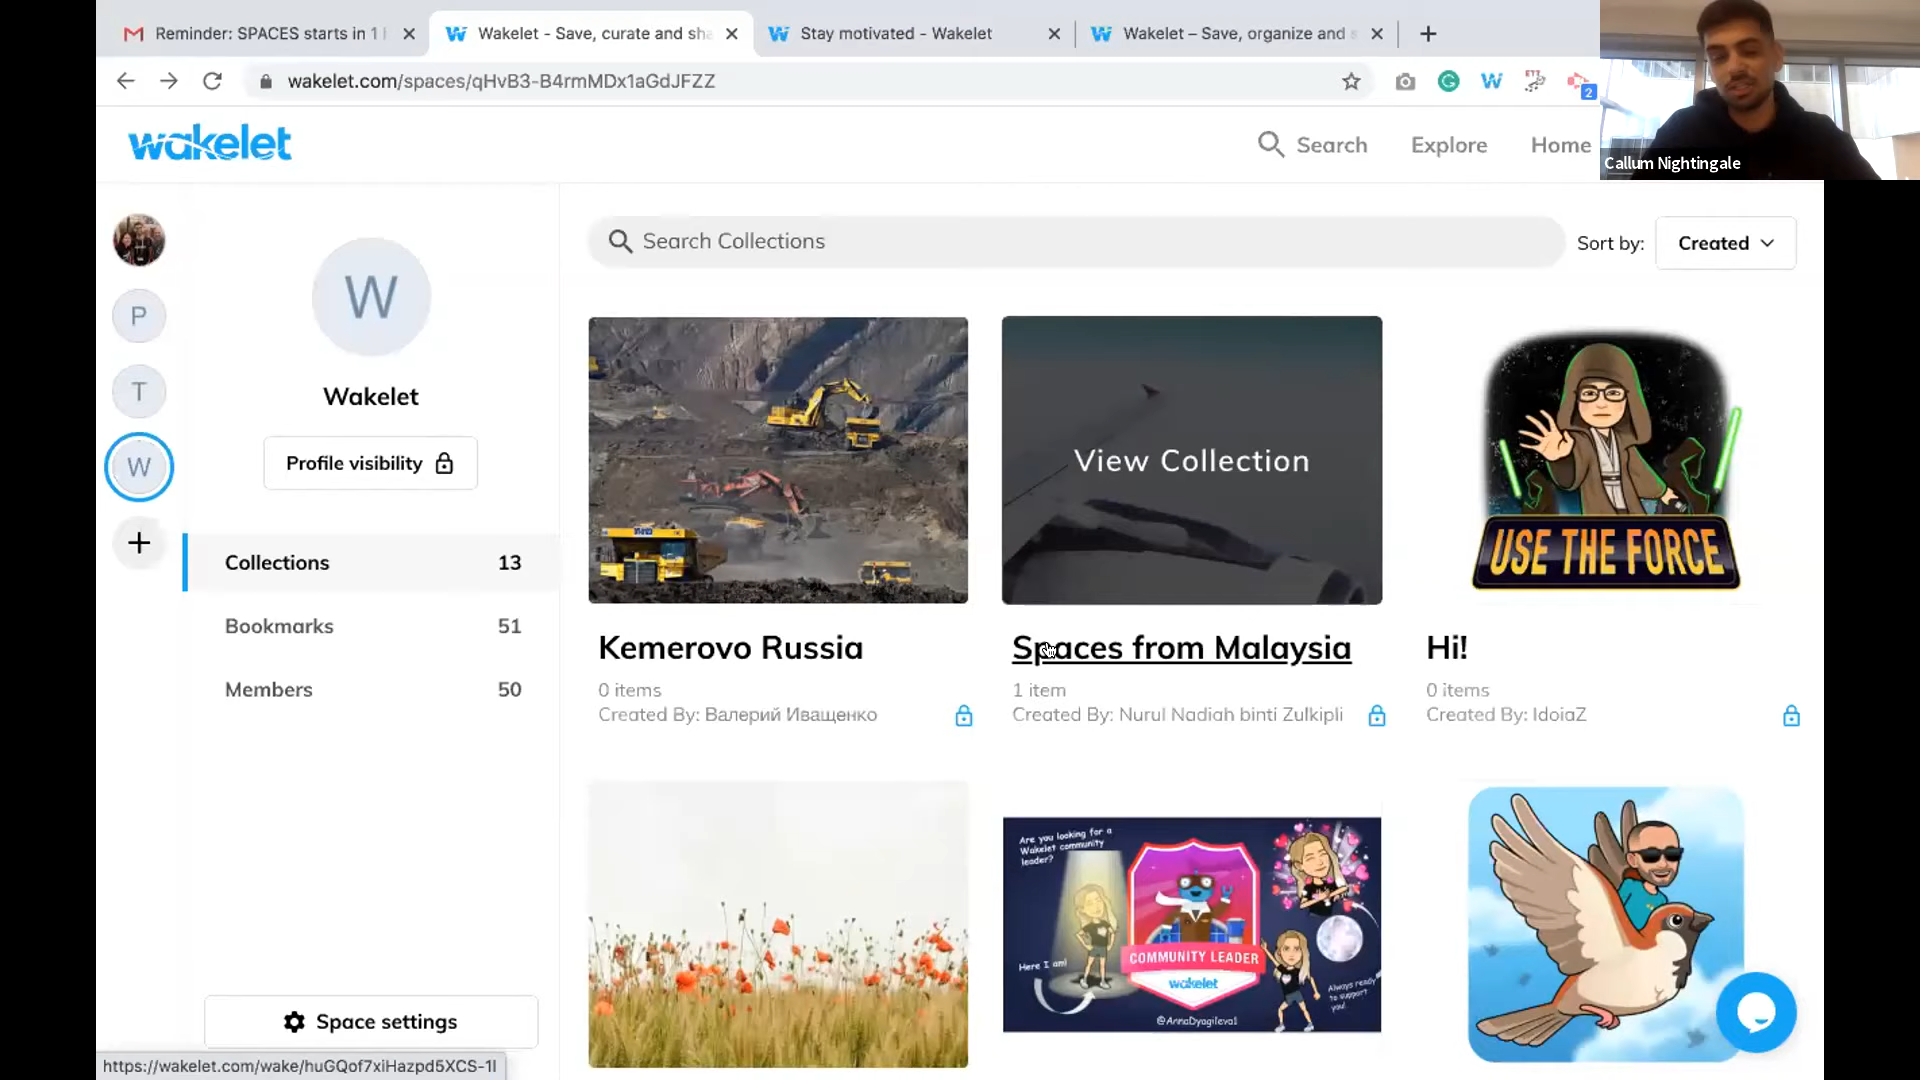 Reminder: SPACES starts in 1
Wakelet - Save, curate and sha
Stay motivated - Wakelet
Wakelet – Save, organize and s
wakelet.com/spaces/qHvB3-B4rmMDx1aGdJFZZ
2
Callum Nightingale
wakelet
Search
Explore
Home
Search Collections
Sort by:
Created
W
P
T
W
Wakelet
Profile visibility
Collections 13
Bookmarks 51
Members 50
Space settings
View Collection
USE THE FORCE
Kemerovo Russia
0 items
Created By: Валерий Иващенко
Spaces from Malaysia
1 item
Created By: Nurul Nadiah binti Zulkipli
Hi!
0 items
Created By: IdoiaZ
Are you looking for a
Wakelet community
leader?
Here I am!
COMMUNITY LEADER
wakelet
Always ready
to support
you!
@AnnaDyagileva1
https://wakelet.com/wake/huGQof7xiHazpd5XCS-1I